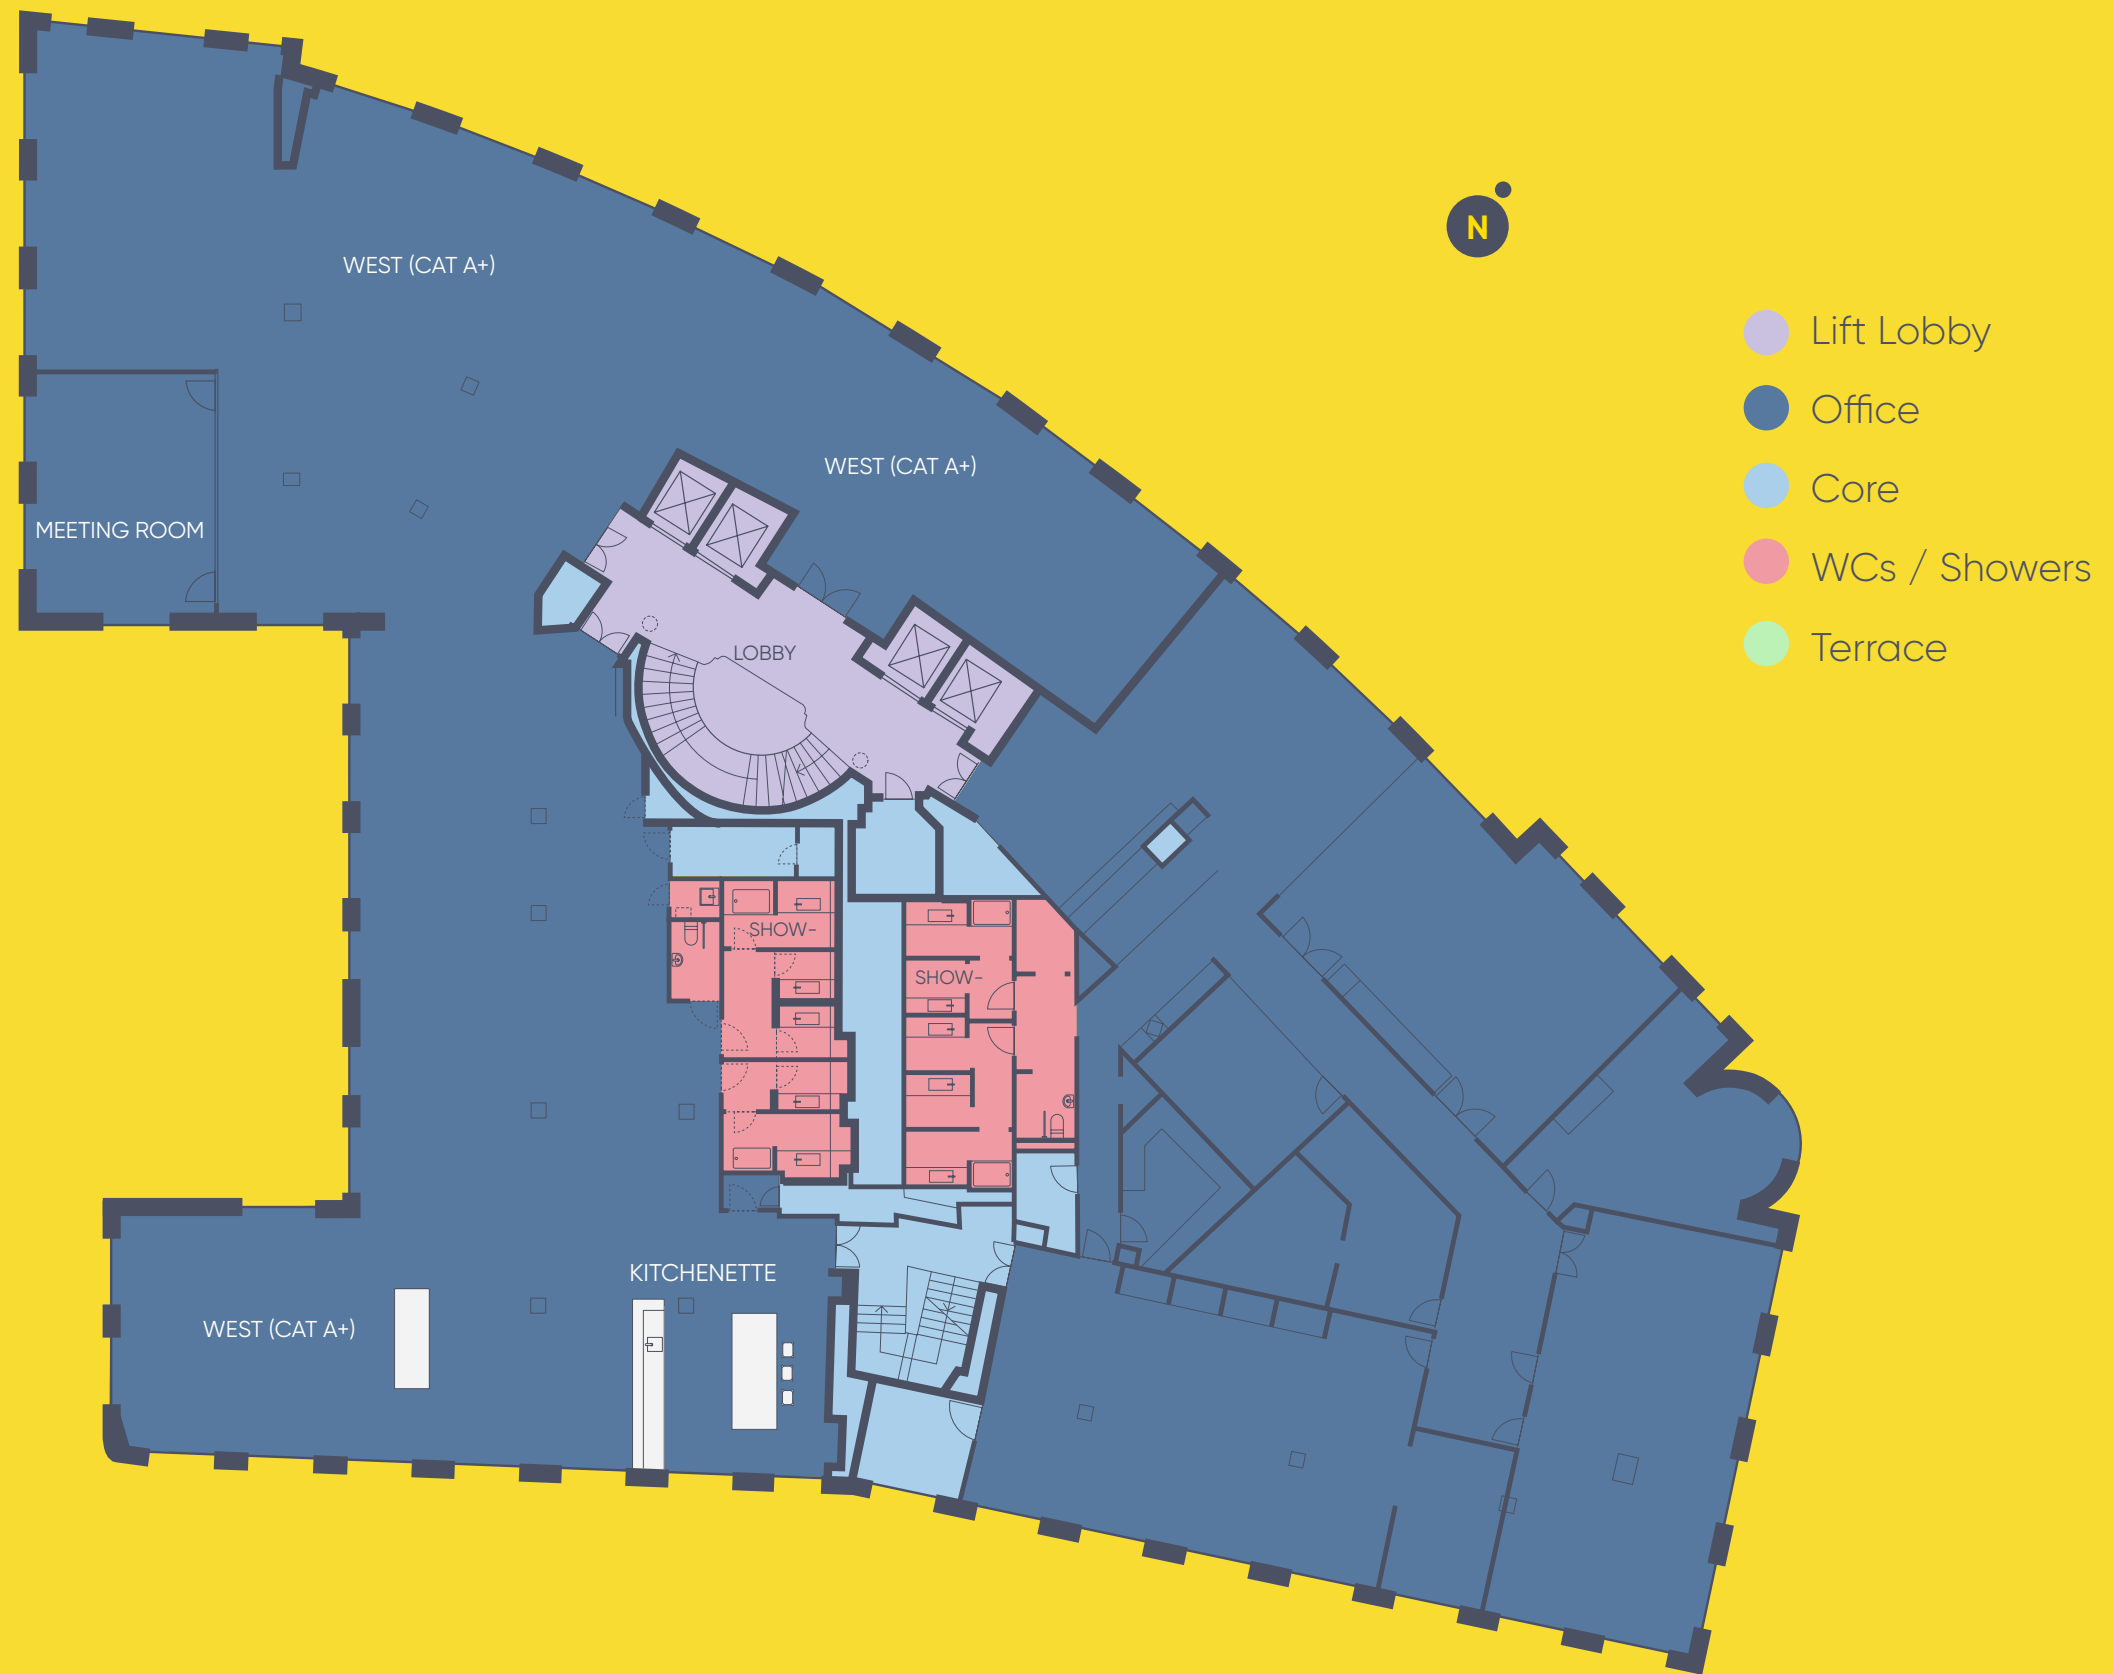 N
WEST (CAT A+)
Lift Lobby
Office
WEST (CAT A+)
Core
MEETING ROOM
WCs / Showers
LOBBY
Terrace
SHOW-
SHOW-
KITCHENETTE
WEST (CAT A+)